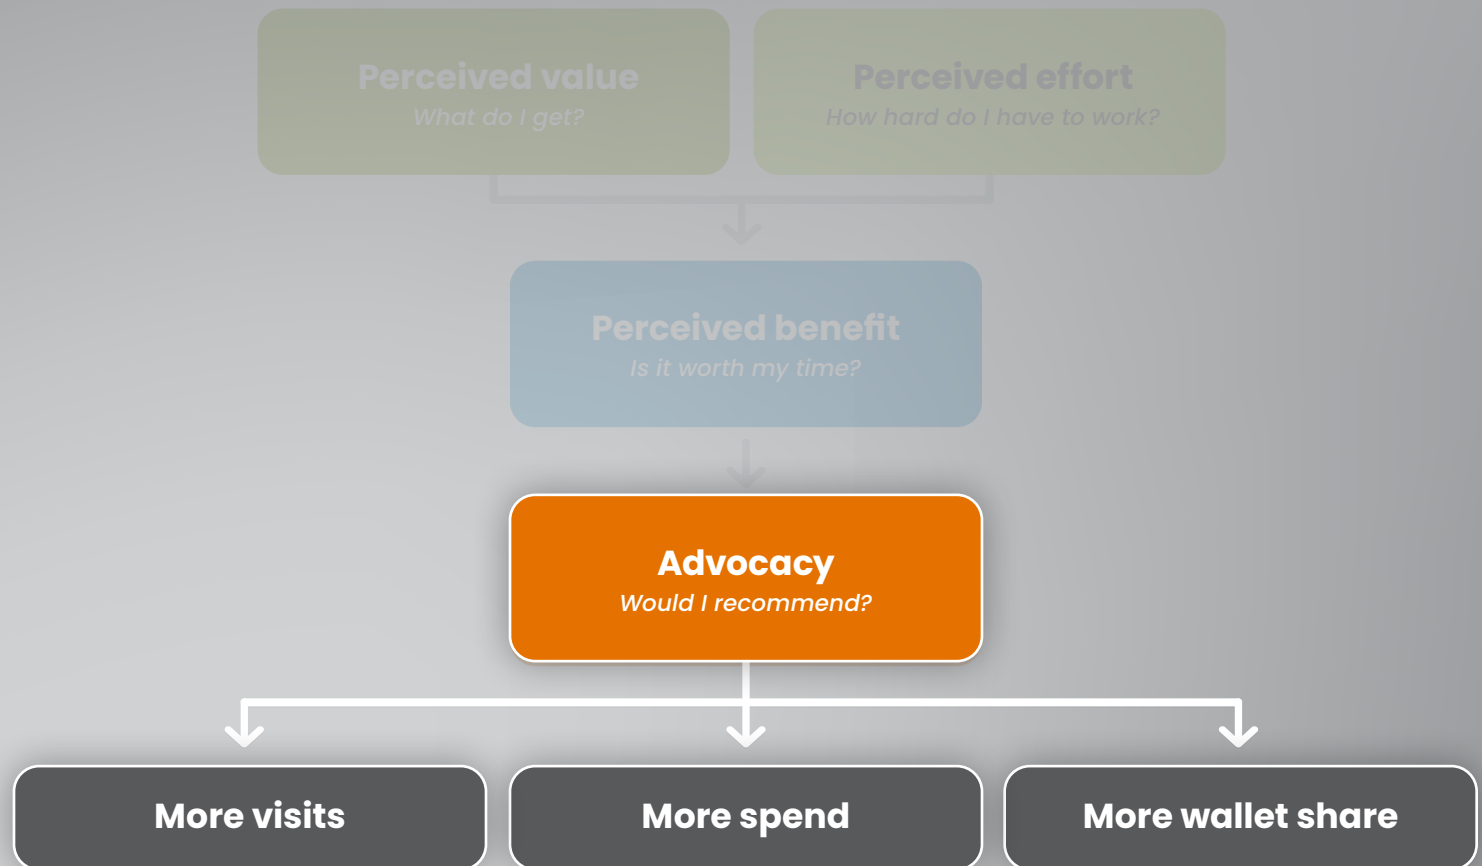 Perceived value
What do I get?
Perceived effort
How hard do I have to work?
Perceived benefit
Is it worth my time?
Advocacy
Would I recommend?
More visits
More spend
More wallet share